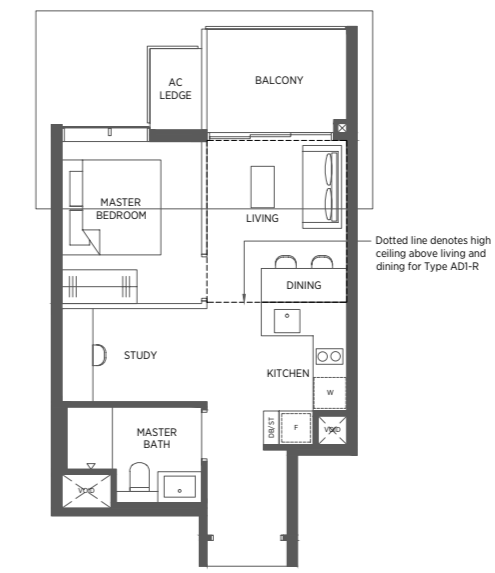 AC
LEDGE
BALCONY
MASTER
BEDROOM
LIVING
Dotted line denotes high
ceiling above living and
dining for Type AD1-R
DINING
STUDY
KITCHEN
W
MASTER
BATH
DB/ST
F
VOID
VOID